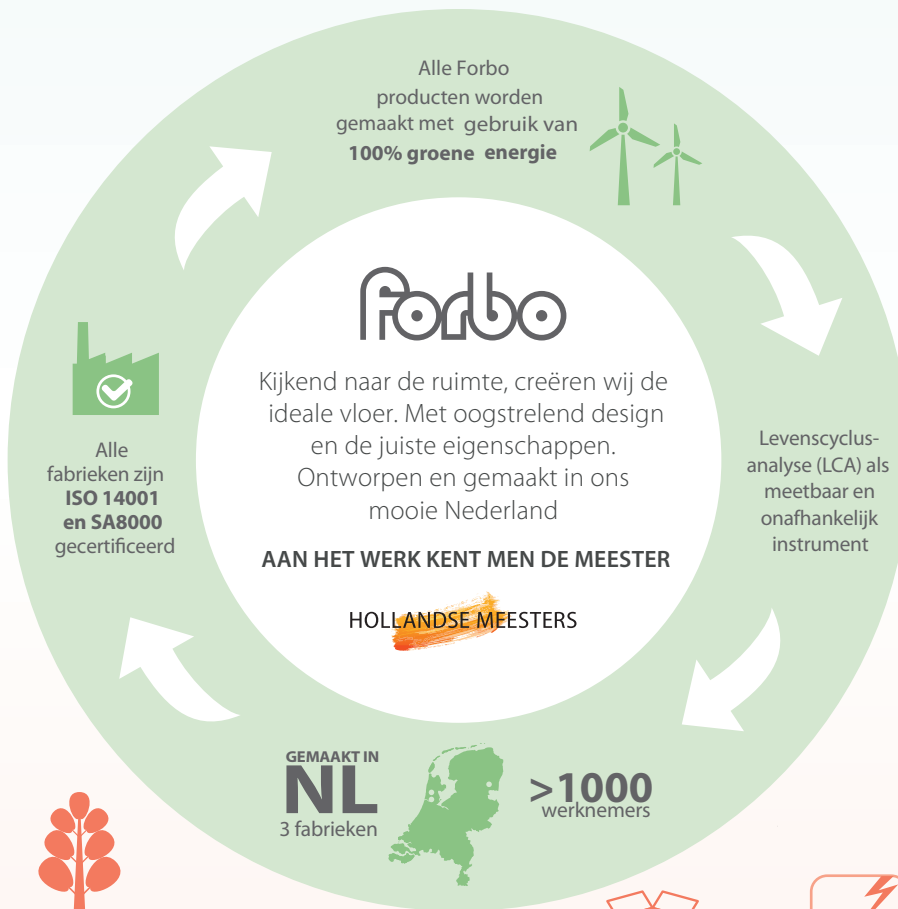 Alle Forbo
producten worden
gemaakt met gebruik van
100% groene energie
forbo
Kijkend naar de ruimte, creëren wij de
ideale vloer. Met oogstrelend design
en de juiste eigenschappen.
Ontworpen en gemaakt in ons
mooie Nederland
AAN HET WERK KENT MEN DE MEESTER
HOLLANDSE MEESTERS
Levenscyclus-
analyse (LCA) als
meetbaar en
onafhankelijk
instrument
GEMAAKT IN
NL
3 fabrieken
>1000
werknemers
Alle
fabrieken zijn
ISO 14001
en SA8000
gecertificeerd